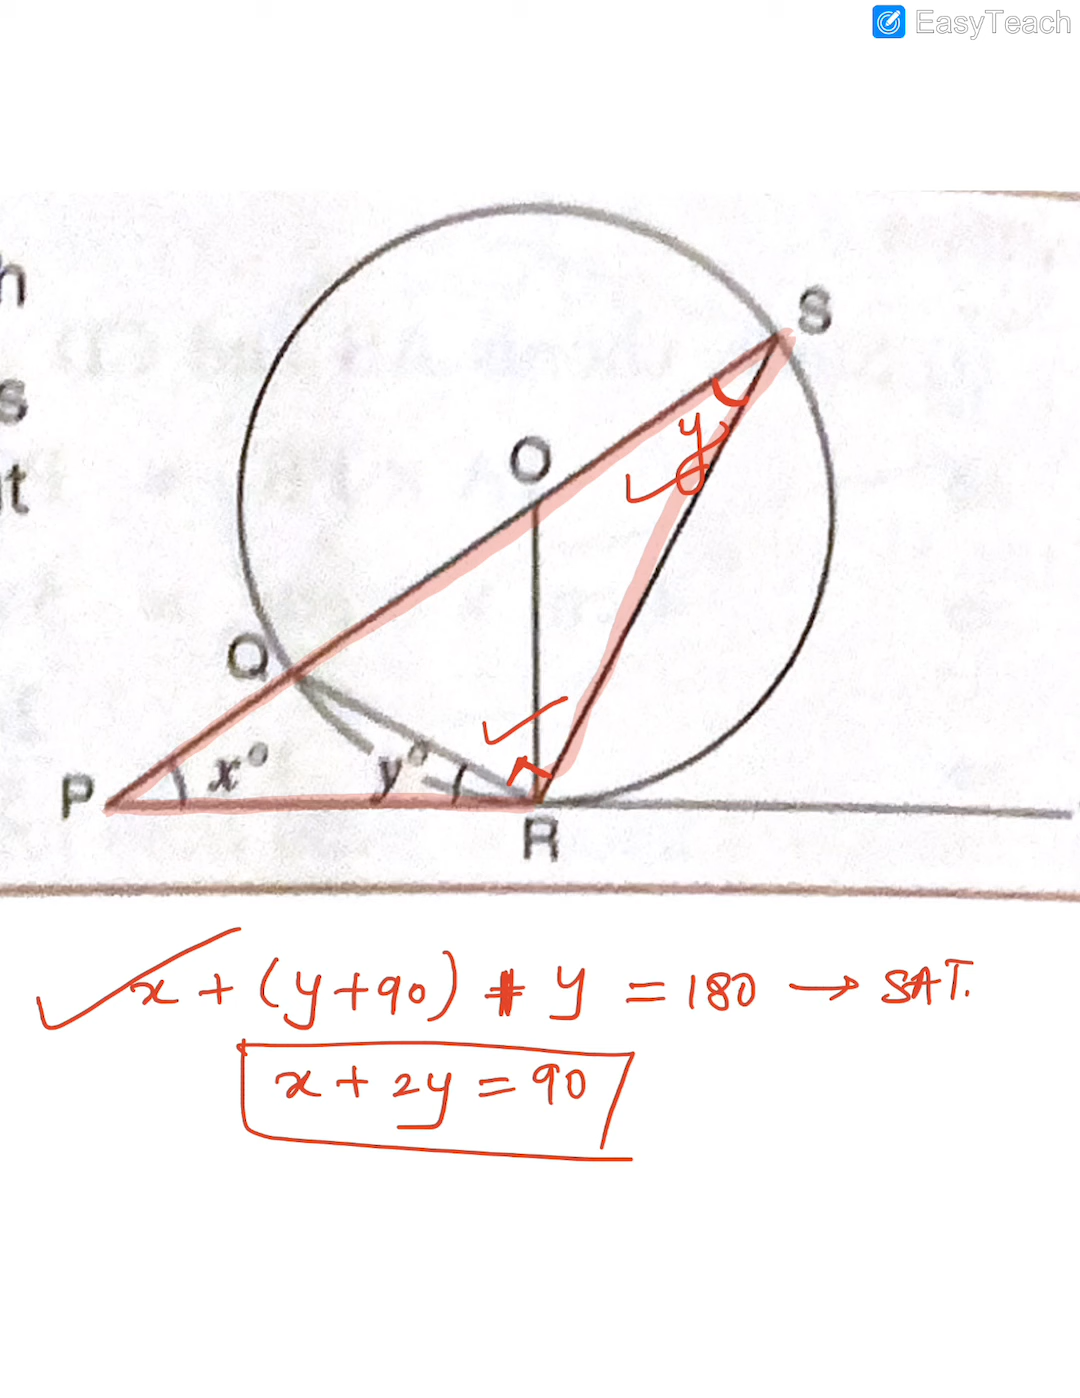 EasyTeach
h
s
t
S
O
y
y
Q
x°
y°
P
R
x + (y+90) + y = 180 → SAT.
x + 2y = 90